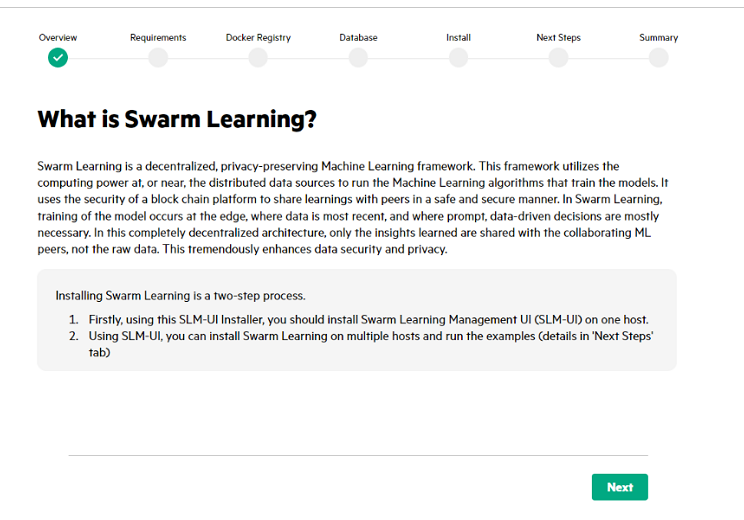 Overview Requirements Docker Registry Database Install Next Steps Summary
What is Swarm Learning?
Swarm Learning is a decentralized, privacy-preserving Machine Learning framework. This framework utilizes the
computing power at, or near, the distributed data sources to run the Machine Learning algorithms that train the models. It
uses the security of a block chain platform to share learnings with peers in a safe and secure manner. In Swarm Learning,
training of the model occurs at the edge, where data is most recent, and where prompt, data-driven decisions are mostly
necessary. In this completely decentralized architecture, only the insights learned are shared with the collaborating ML
peers, not the raw data. This tremendously enhances data security and privacy.
Installing Swarm Learning is a two-step process.
1. Firstly, using this SLM-UI Installer, you should install Swarm Learning Management UI (SLM-UI) on one host.
2. Using SLM-UI, you can install Swarm Learning on multiple hosts and run the examples (details in 'Next Steps'
tab)
Next